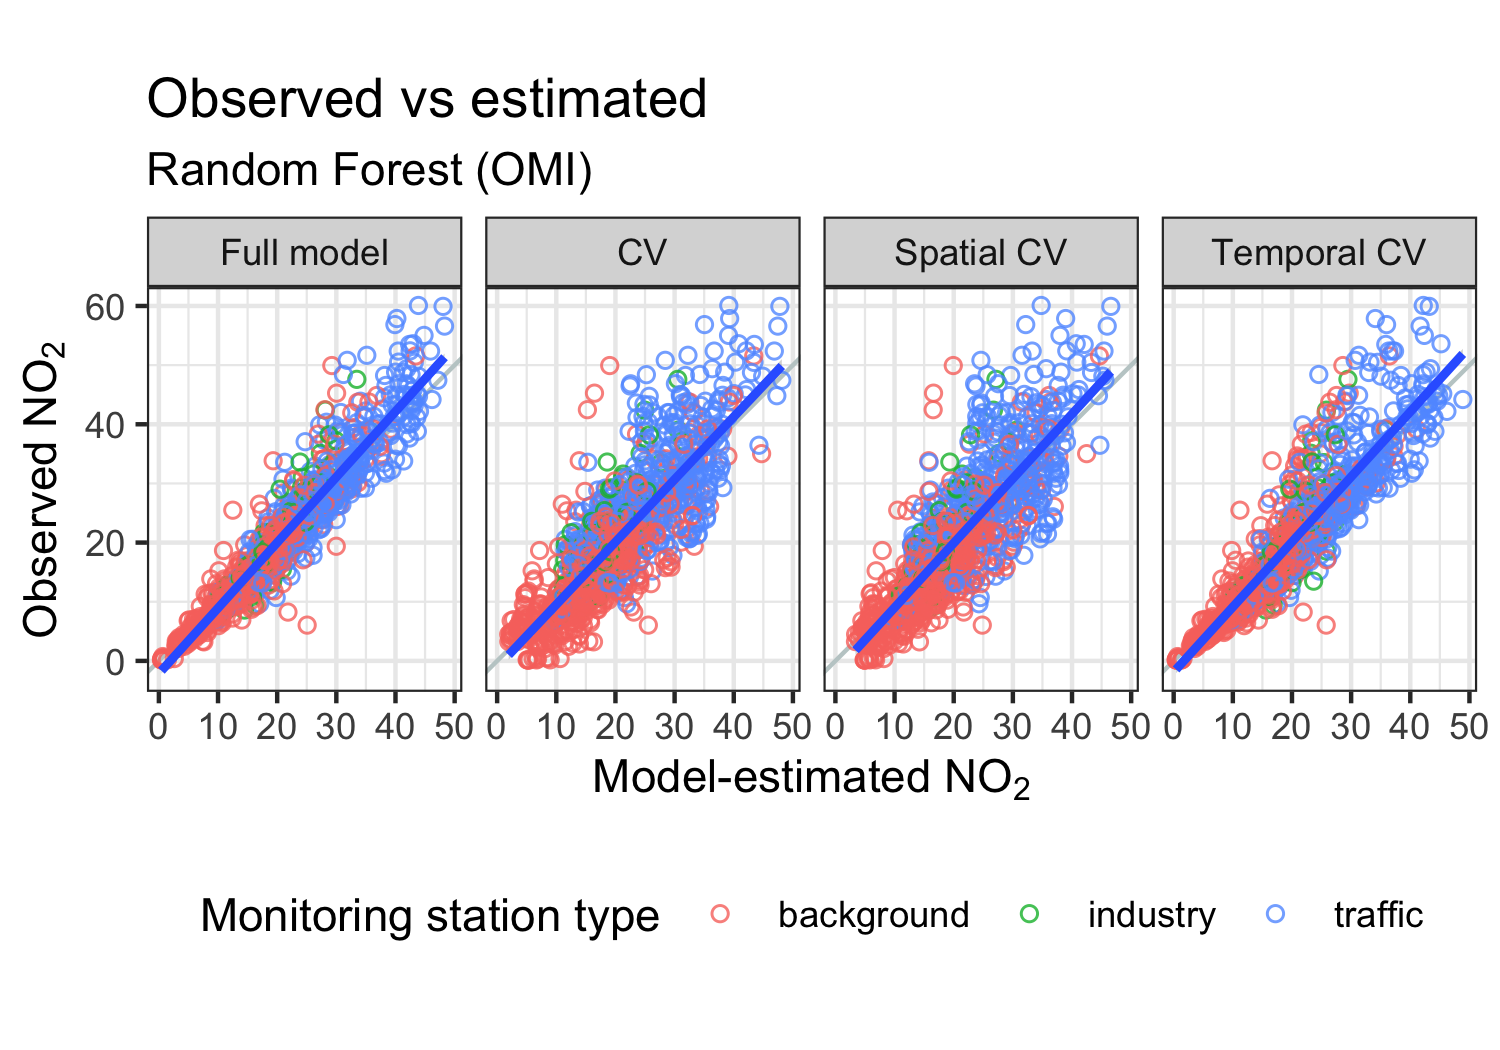 Observed vs estimated
Random Forest (OMI)
Full model CV Spatial CV Temporal CV
Observed NO₂
60
40
20
0
0 10 20 30 40 50 0 10 20 30 40 50 0 10 20 30 40 50 0 10 20 30 40 50
Model-estimated NO₂
Monitoring station type background industry traffic